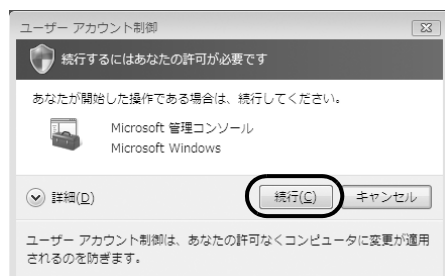 ユーザー アカウント制御
続行するにはあなたの許可が必要です
あなたが開始した操作である場合は、続行してください。
Microsoft 管理コンソール
Microsoft Windows
詳細(D)
続行(C)
キャンセル
ユーザー アカウント制御は、あなたの許可なくコンピュータに変更が適用
されるのを防ぎます。